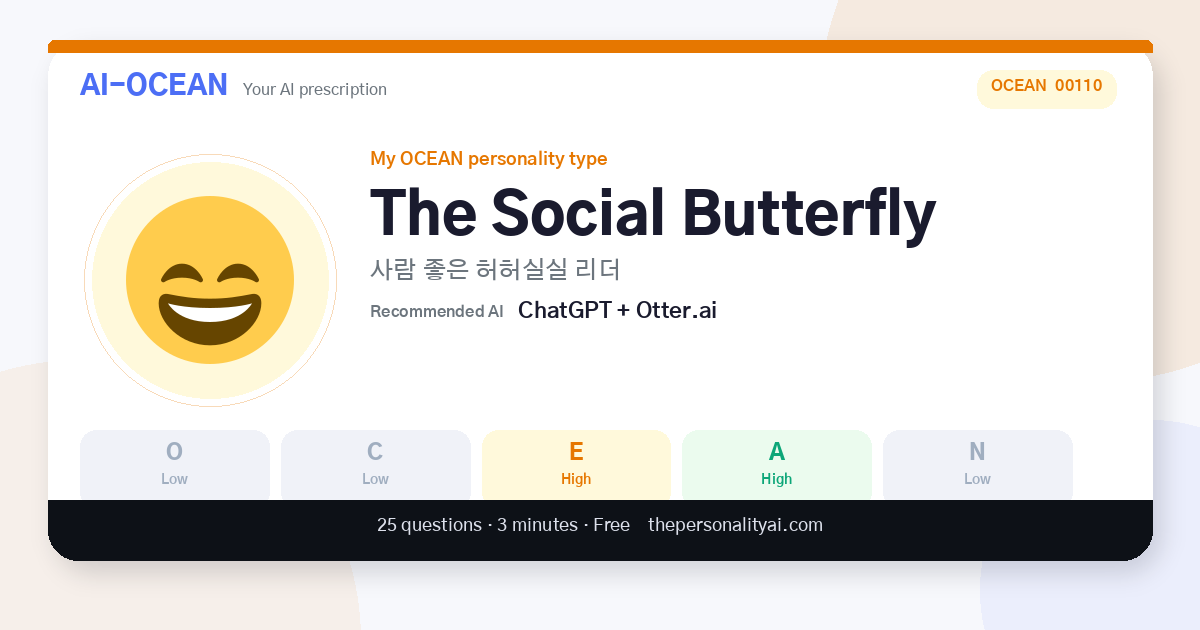 AI-OCEAN Your AI prescription OCEAN 00110
My OCEAN personality type
The Social Butterfly
사람 좋은 허허실실 리더
Recommended AI ChatGPT + Otter.ai
O C E A N
Low Low High High Low
25 questions · 3 minutes · Free thepersonalityai.com